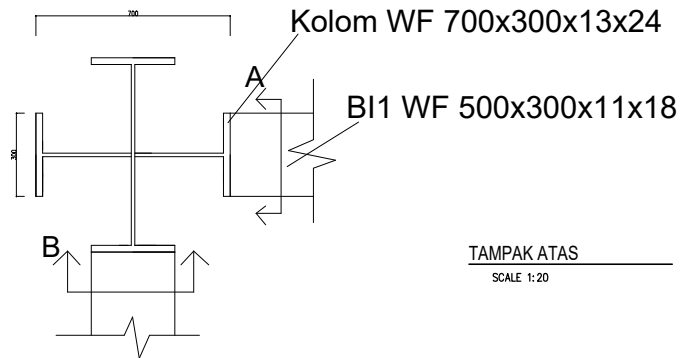 700
Kolom WF 700x300x13x24
A
BI1 WF 500x300x11x18
300
B
TAMPAK ATAS
SCALE 1:20